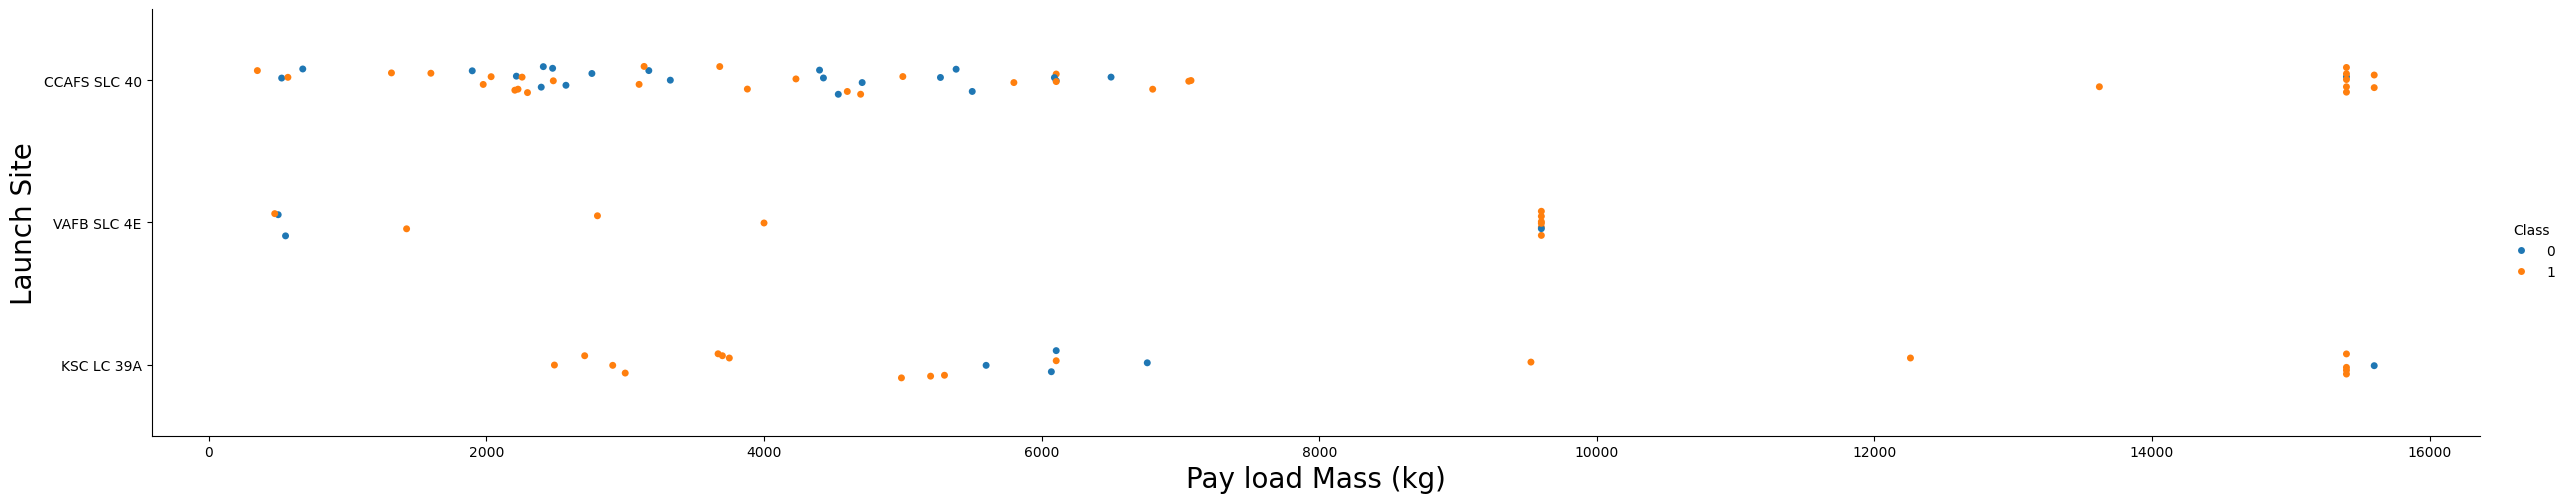 CCAFS SLC 40
VAFB SLC 4E
KSC LC 39A
Launch Site
0 2000 4000 6000 8000 10000 12000 14000 16000
Pay load Mass (kg)
Class
0
1